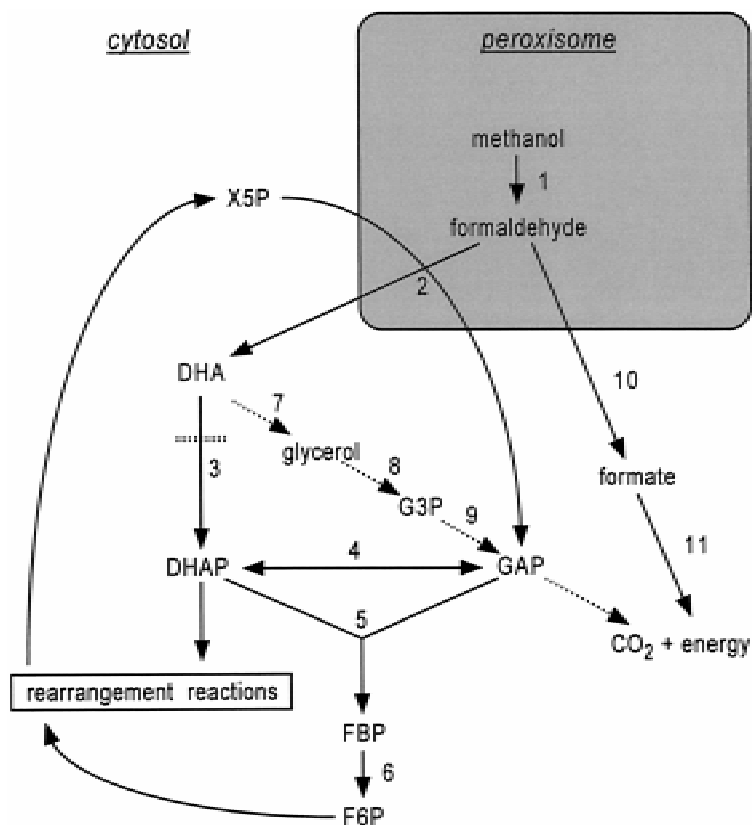 cytosol
peroxisome
methanol
1
X5P
formaldehyde
2
DHA
10
7
glycerol
8
3
formate
G3P
9
4
11
DHAP
GAP
5
CO₂ + energy
rearrangement reactions
FBP
6
F6P